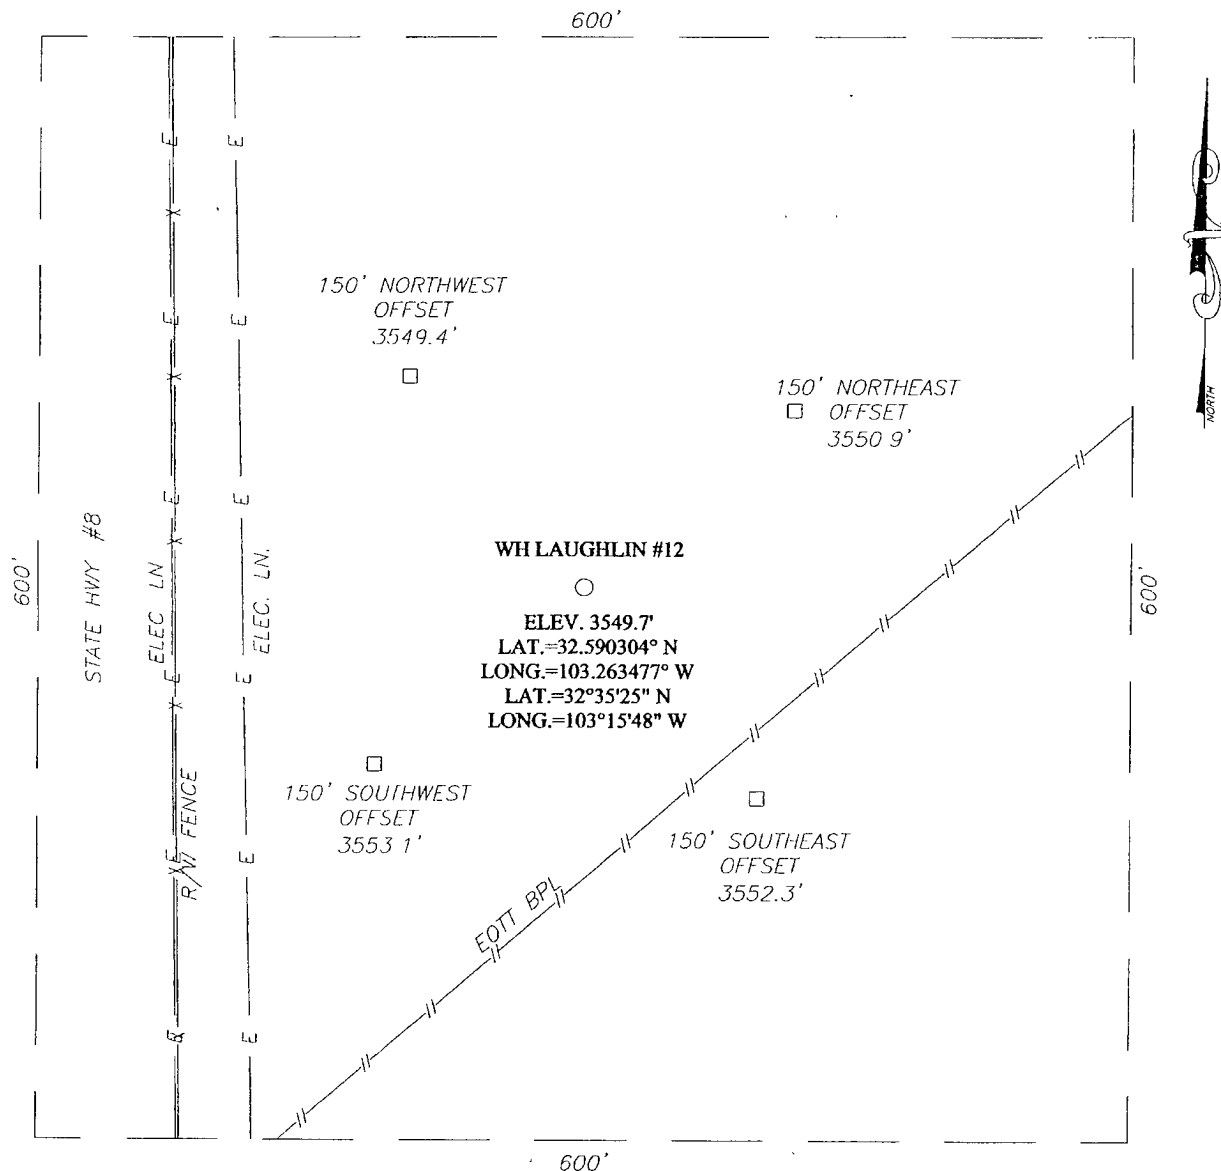 600'
150' NORTHWEST
OFFSET
3549.4'
150' NORTHEAST
OFFSET
3550 9'
NORTH
600'
STATE HWY #8
ELEC LN
ELEC. LN.
WH LAUGHLIN #12
ELEV. 3549.7'
LAT.=32.590304° N
LONG.=103.263477° W
LAT.=32°35'25" N
LONG.=103°15'48" W
600'
R/W FENCE
150' SOUTHWEST
OFFSET
3553 1'
150' SOUTHEAST
OFFSET
3552.3'
EOTT BPL
600'
E
E
X
E
E
X
E
E
X
E
E
X
E
E
X
E
E
X